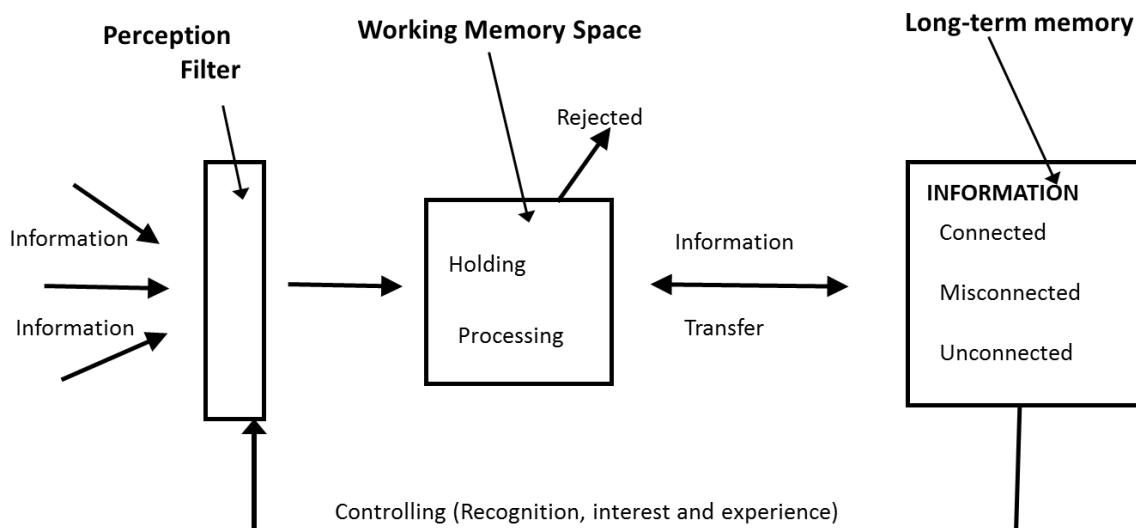 Perception
Filter
Working Memory Space
Long-term memory
Rejected
Information
Information
Holding
Processing
Information
Transfer
INFORMATION
Connected
Misconnected
Unconnected
Controlling (Recognition, interest and experience)